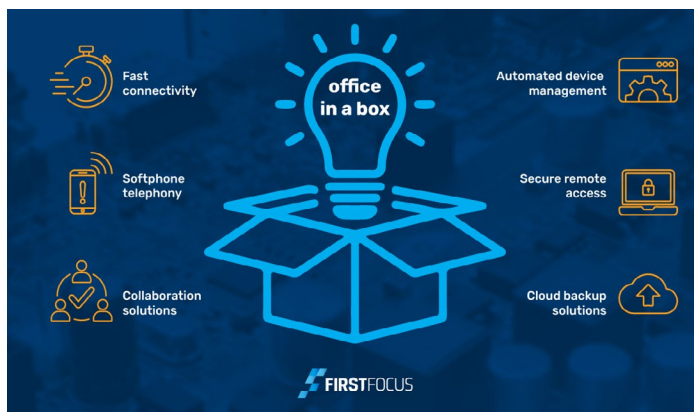 office
in a box
Fast
connectivity
Softphone
telephony
Collaboration
solutions
Automated device
management
Secure remote
access
Cloud backup
solutions
FIRSTFOCUS